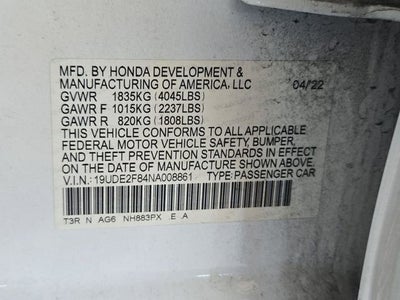 MFD. BY HONDA DEVELOPMENT &
MANUFACTURING OF AMERICA, LLC 04/22
GVWR 1835KG (4045LBS)
GAWR F 1015KG (2237LBS)
GAWR R 820KG (1808LBS)
THIS VEHICLE CONFORMS TO ALL APPLICABLE
FEDERAL MOTOR VEHICLE SAFETY, BUMPER,
AND THEFT PREVENTION STANDARDS IN EFFECT
ON THE DATE OF MANUFACTURE SHOWN ABOVE.
V.I.N.: 19UDE2F84NA008861 TYPE: PASSENGER CAR
T3R N AG6 NH883PX E A